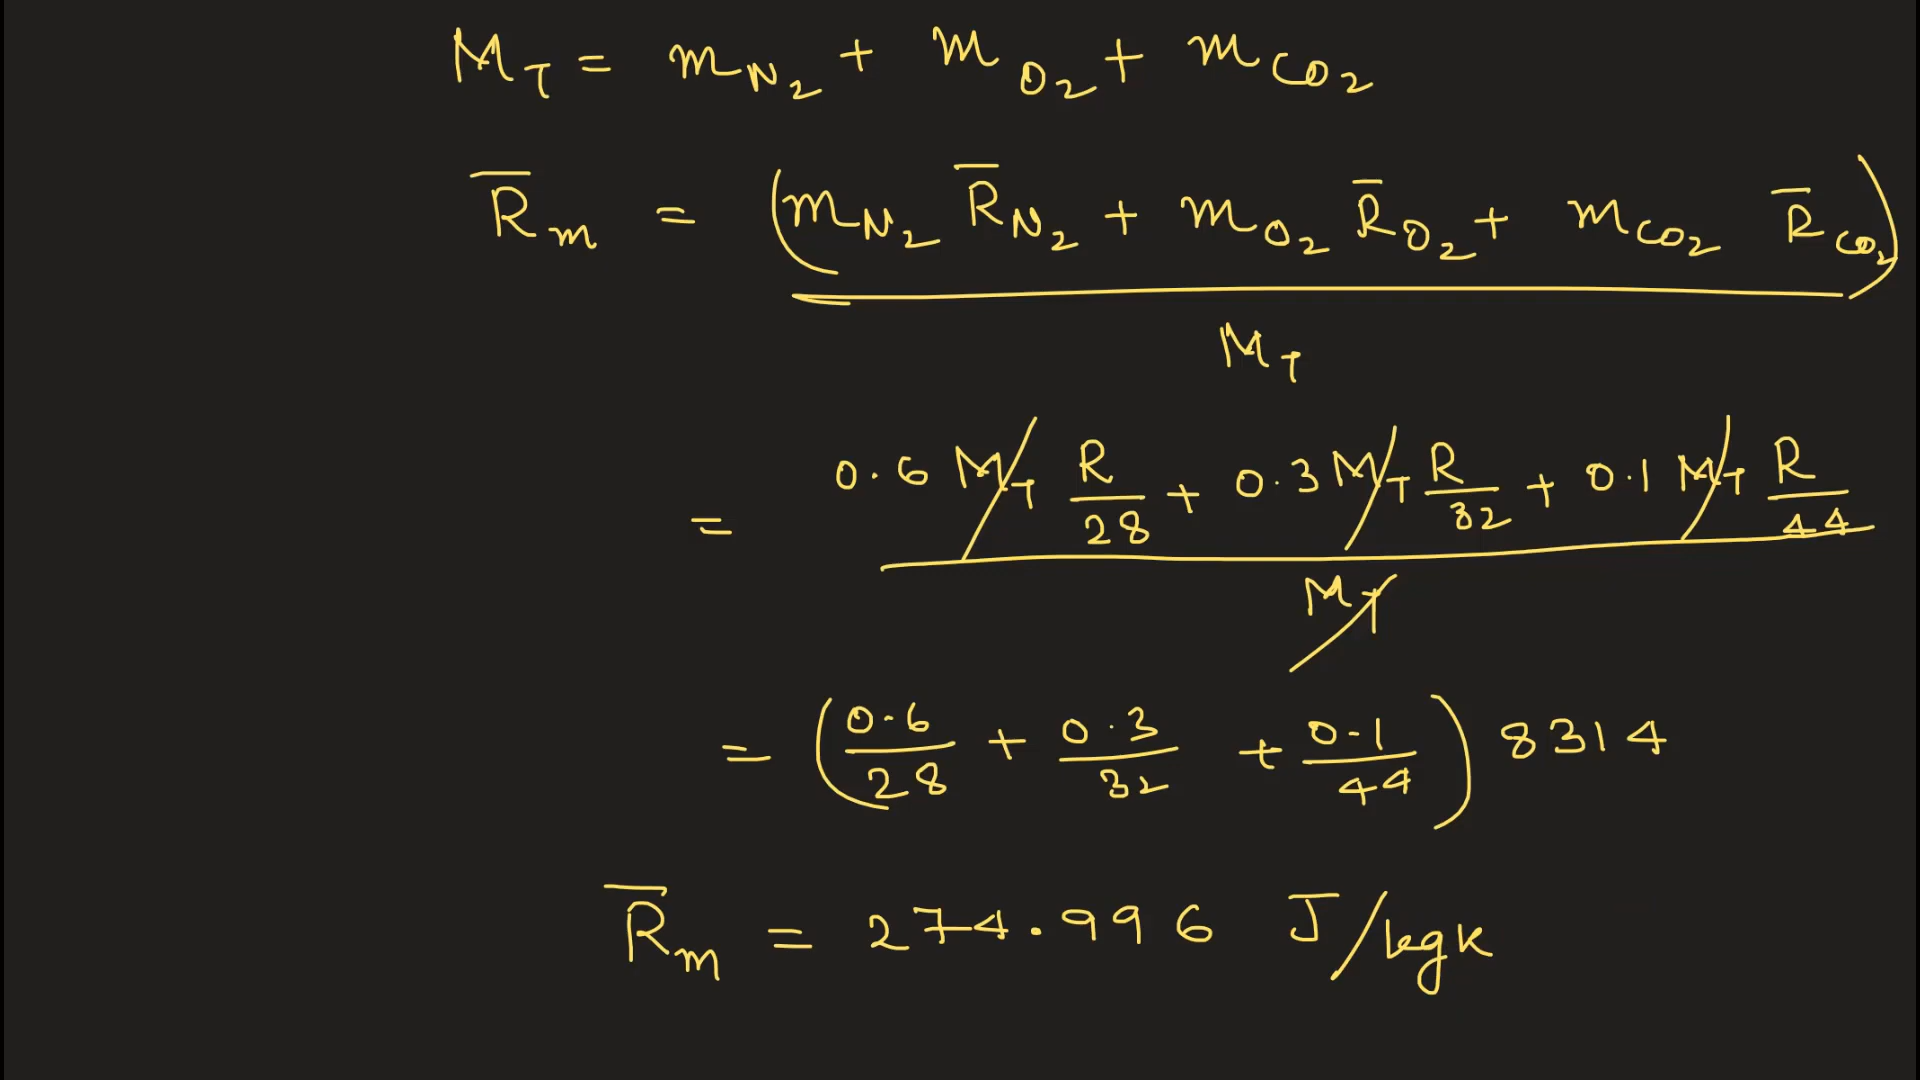 M_T = m_N₂ + m_O₂ + m_CO₂
R̅_m = (m_N₂ R̅_N₂ + m_O₂ R̅_O₂ + m_CO₂ R̅_CO₂)
M_T
= 0.6 M_T R/28 + 0.3 M_T R/32 + 0.1 M_T R/44
M_T
= (0.6/28 + 0.3/32 + 0.1/44) 8314
R̅_m = 274.996 J/kgK